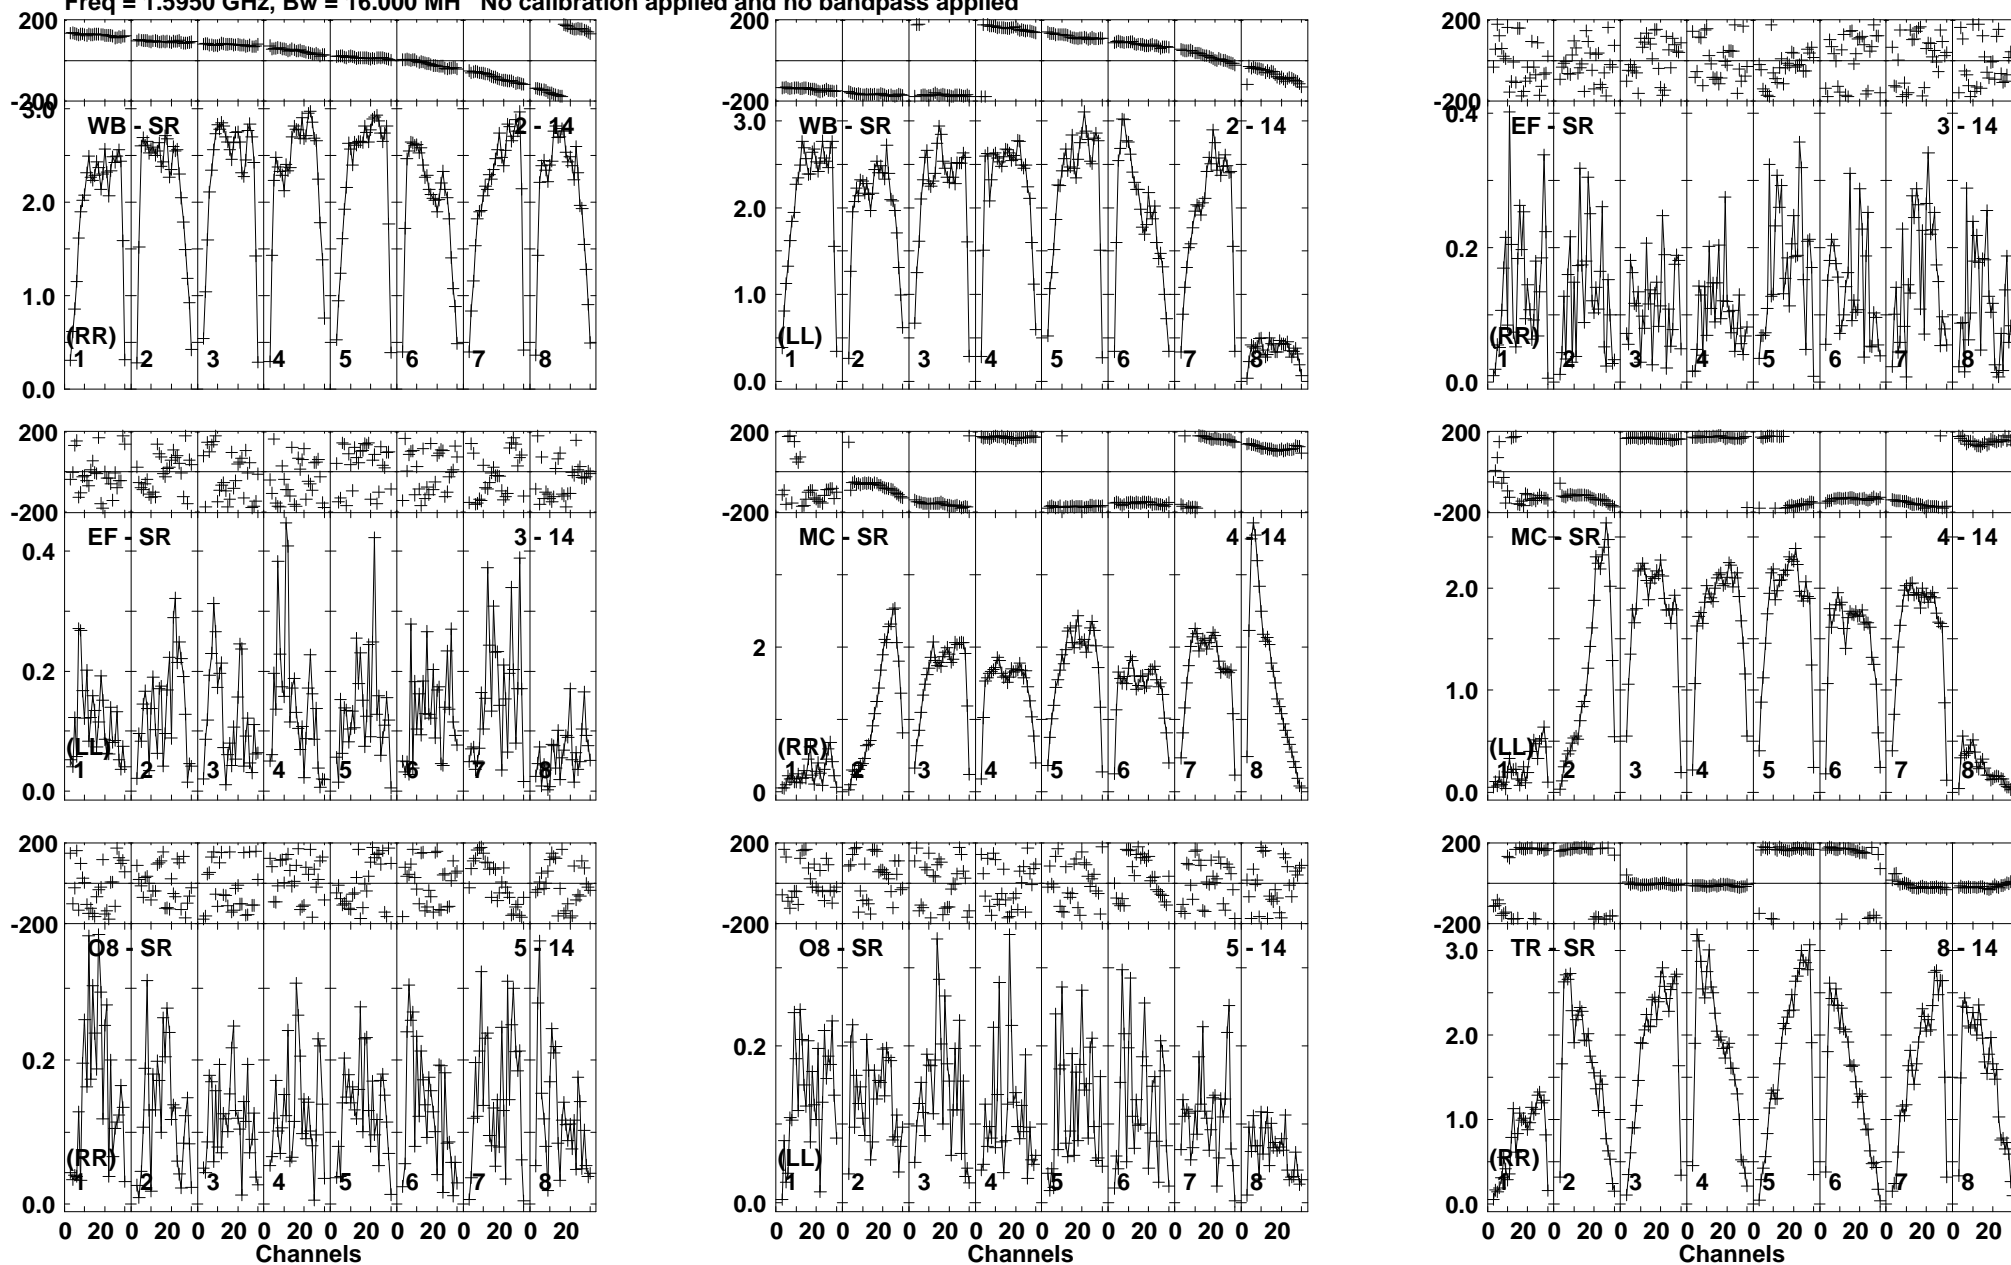 Freq = 1.5950 GHz, Bw = 16.000 MH No calibration applied and no bandpass applied
200 200 200
-200 -200 -200
3.0 WB - SR 2 - 14 3.0 WB - SR 2 - 14 0.4 EF - SR 3 - 14
2.0 2.0 0.2
1.0 1.0
(RR) (LL) (RR)
1 2 3 4 5 6 7 8 1 2 3 4 5 6 7 8 1 2 3 4 5 6 7 8
0.0 0.0 0.0
200 200 200
-200 -200 -200
EF - SR 3 - 14 MC - SR 4 - 14 MC - SR 4 - 14
0.4 2.0
0.2 2 1.0
(LL) (RR) (LL)
1 2 3 4 5 6 7 8 1 2 3 4 5 6 7 8 1 2 3 4 5 6 7 8
0.0 0 0.0
200 200 200
-200 -200 -200
O8 - SR 5 - 14 O8 - SR 5 - 14 3.0 TR - SR 8 - 14
0.2 0.2 2.0
1.0
(RR) (LL) (RR)
1 2 3 4 5 6 7 8 1 2 3 4 5 6 7 8 1 2 3 4 5 6 7 8
0.0 0.0 0.0
0 20 0 20 0 20 0 20 0 20 0 20 0 20 0 20 0 20 0 20 0 20 0 20 0 20 0 20 0 20 0 20 0 20 0 20 0 20 0 20 0 20 0 20 0 20 0 20
Channels Channels Channels